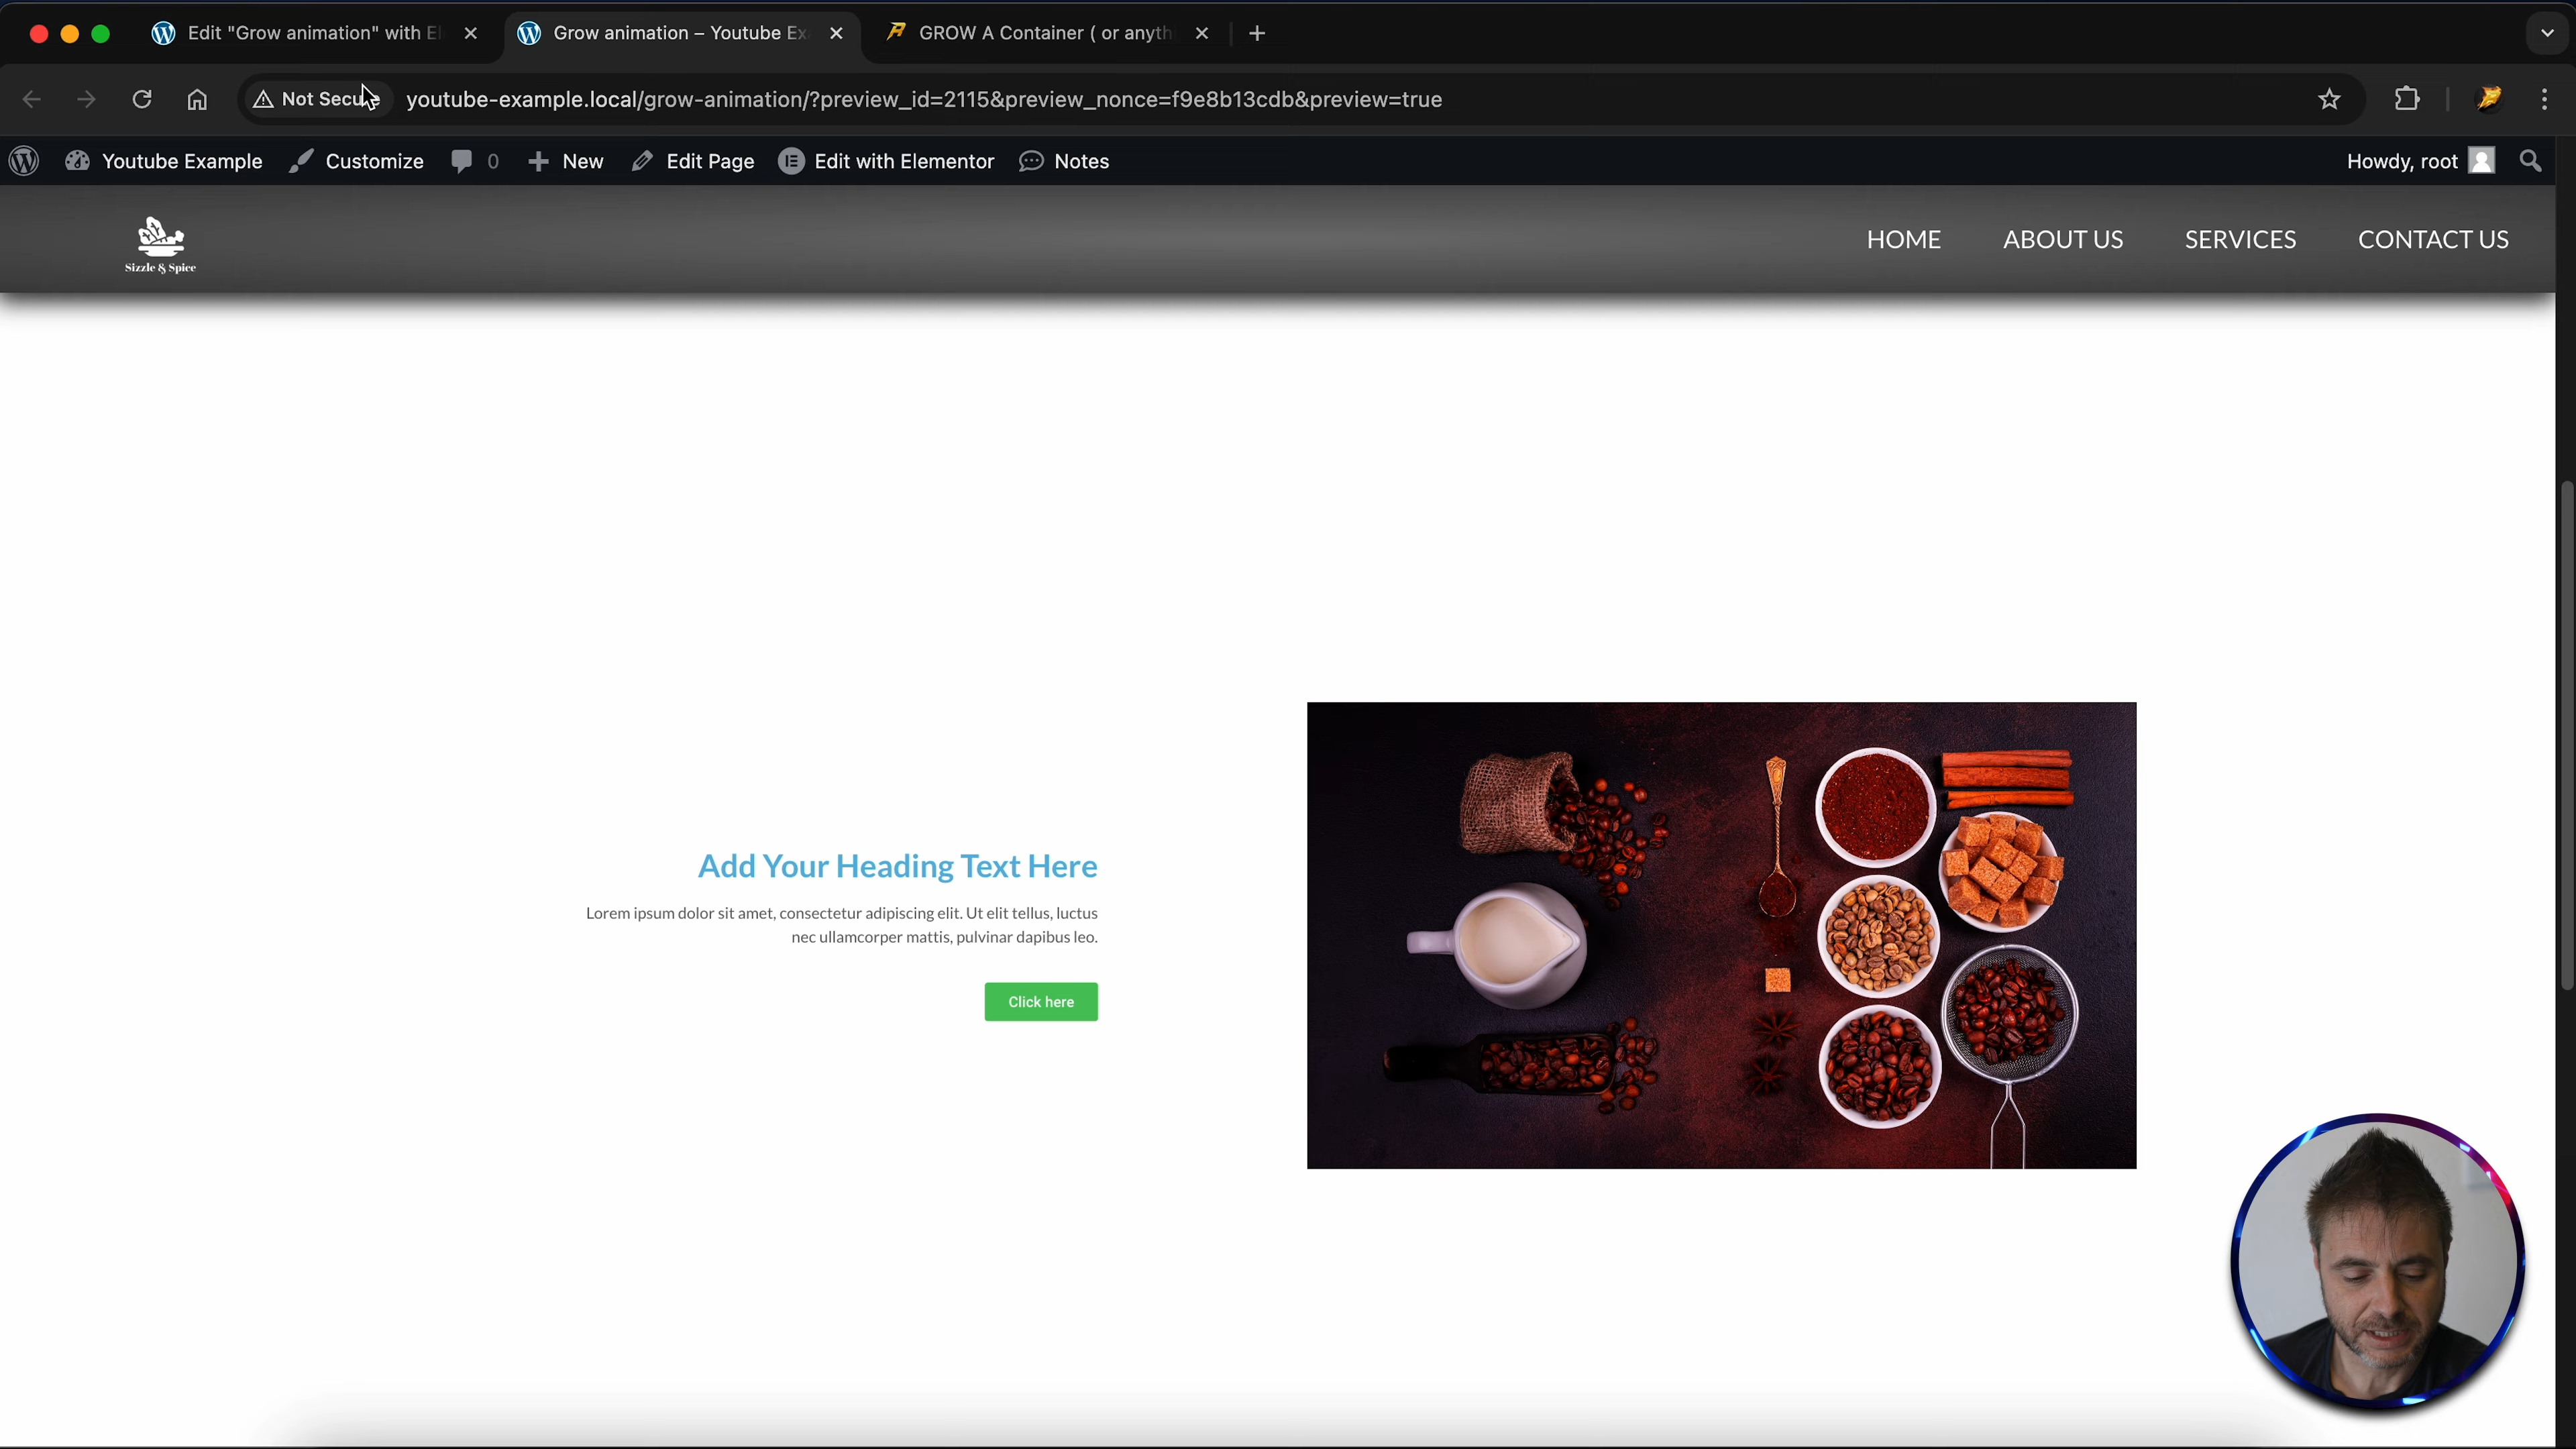 Edit "Grow animation" with El
Grow animation – Youtube Ex
GROW A Container ( or anyth
Not Secure
youtube-example.local/grow-animation/?preview_id=2115&preview_nonce=f9e8b13cdb&preview=true
Youtube Example
Customize
0
New
Edit Page
Edit with Elementor
Notes
Howdy, root
Sizzle & Spice
HOME
ABOUT US
SERVICES
CONTACT US
Add Your Heading Text Here
Lorem ipsum dolor sit amet, consectetur adipiscing elit. Ut elit tellus, luctus
nec ullamcorper mattis, pulvinar dapibus leo.
Click here